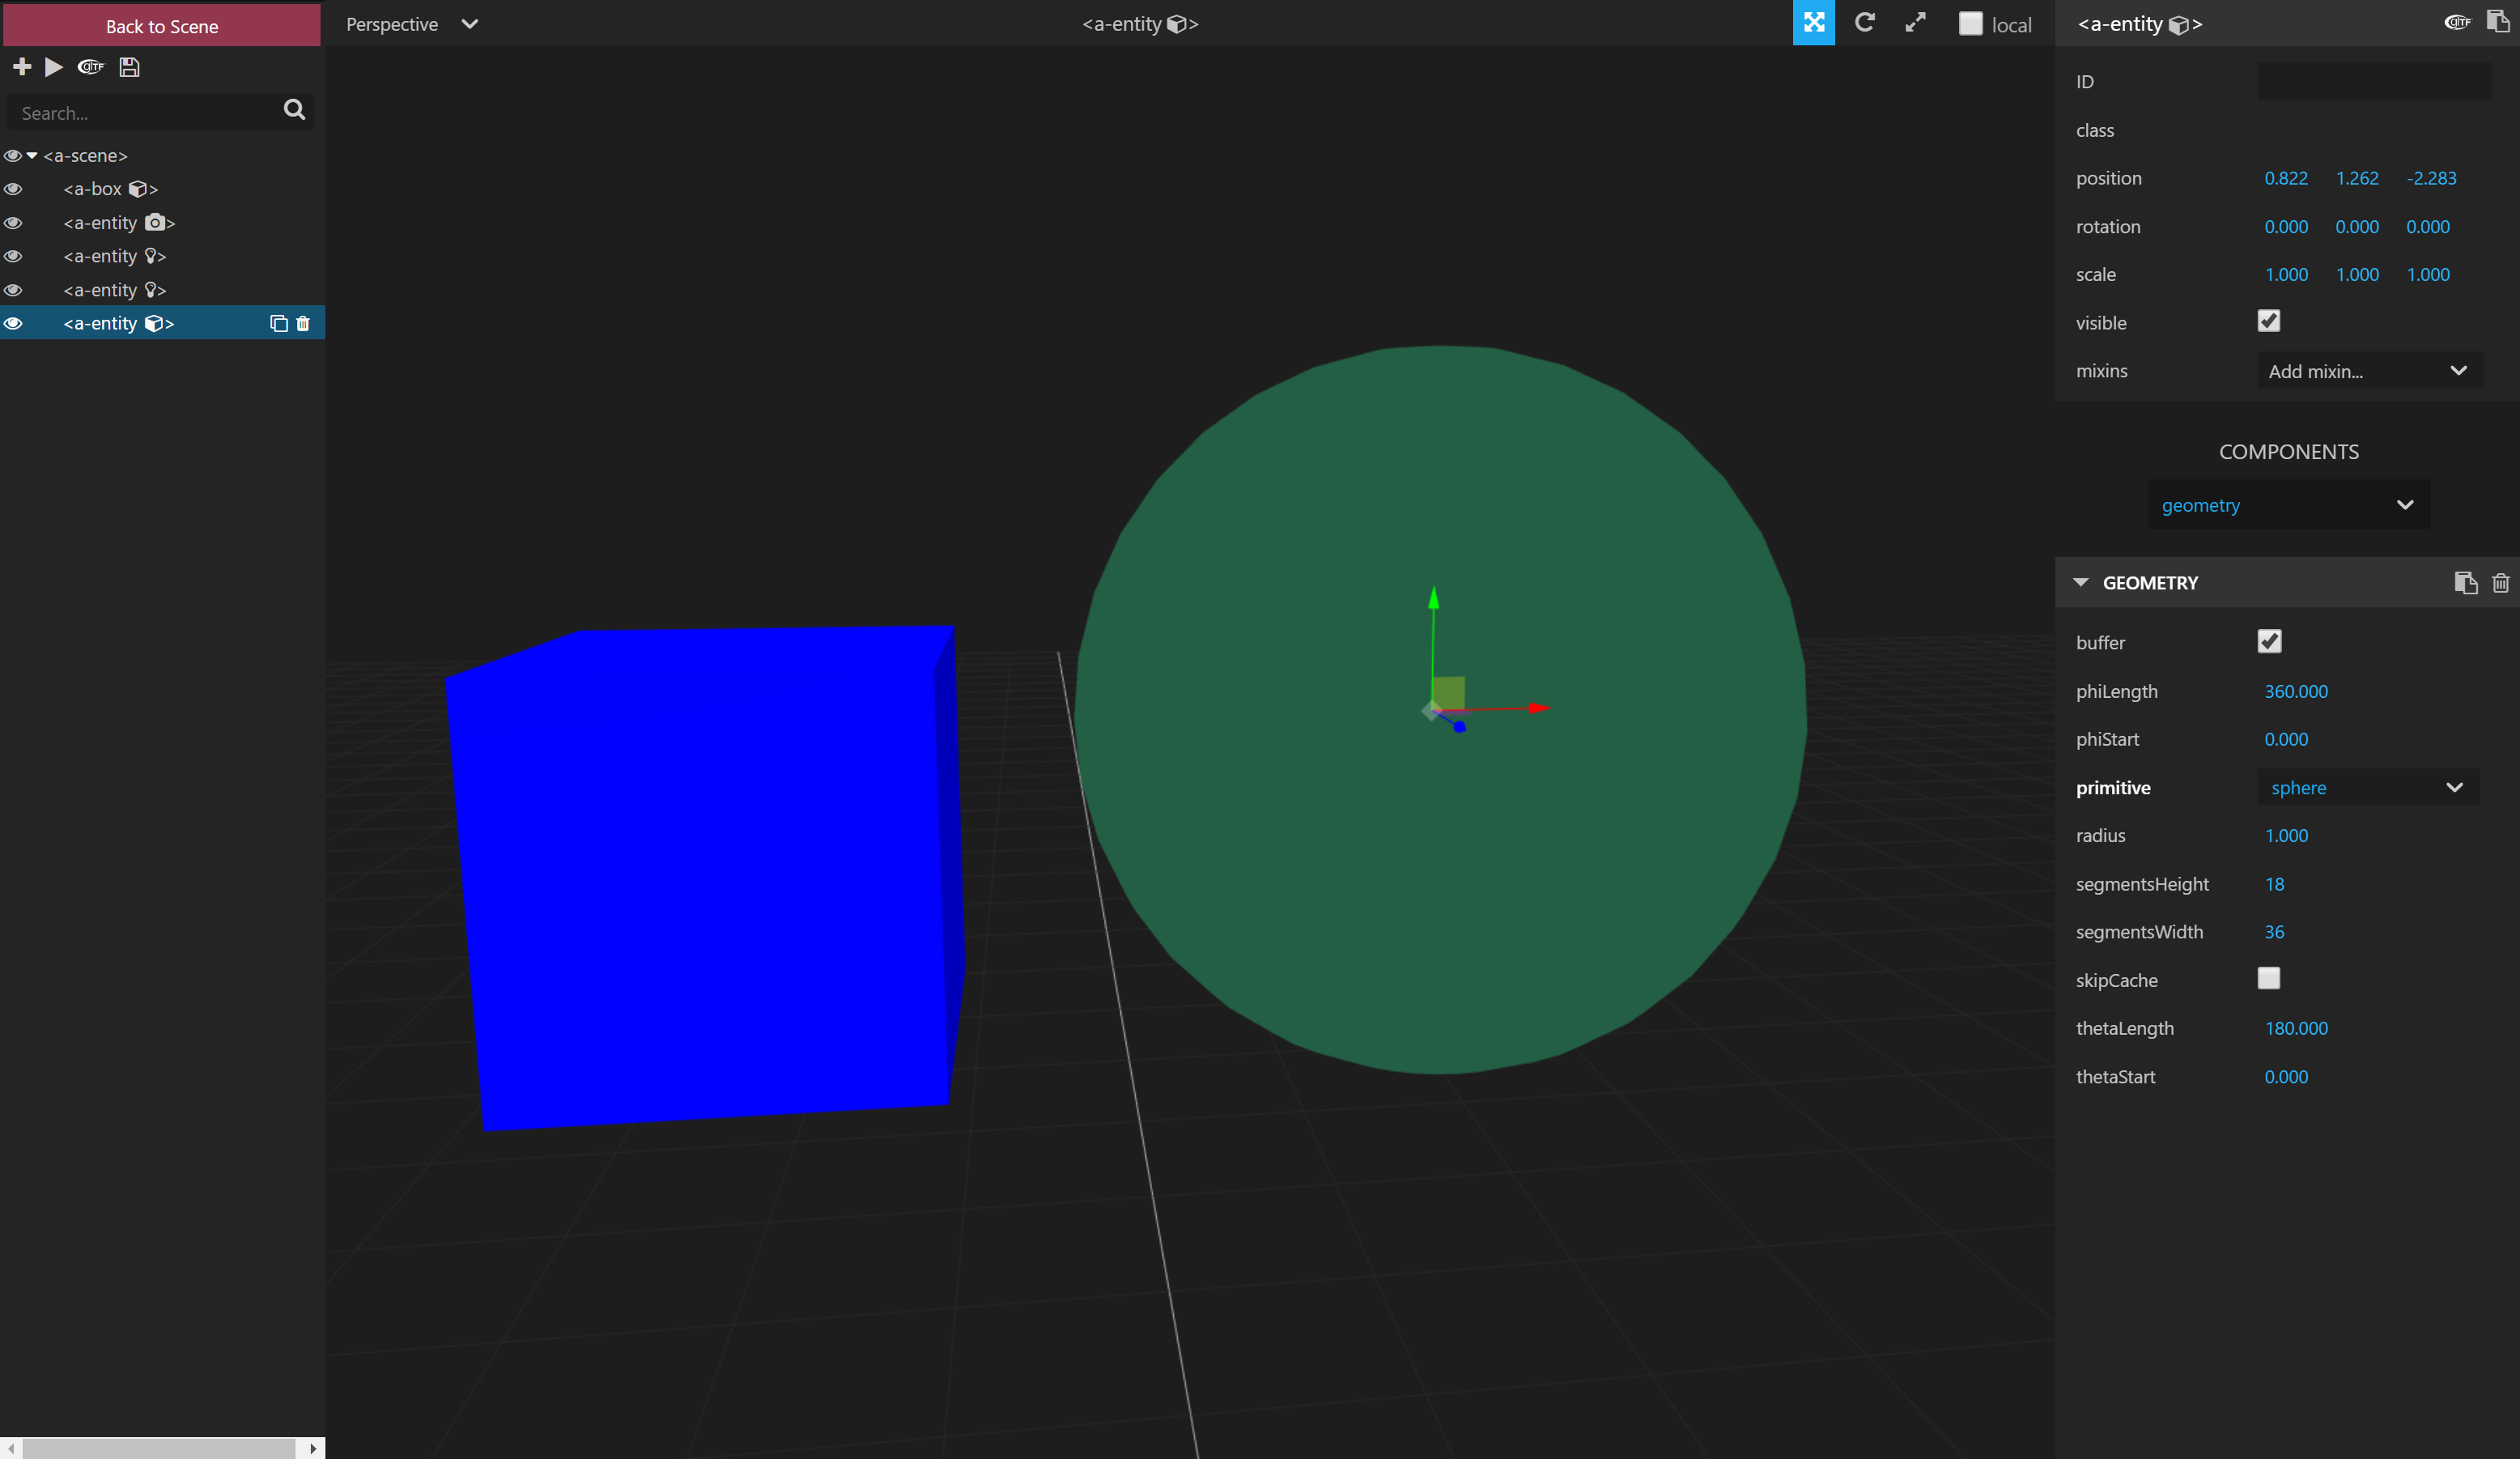 Back to Scene
Perspective
<a-entity >
local
<a-entity >
glTF
glTF
Search...
<a-scene>
<a-box >
<a-entity >
<a-entity >
<a-entity >
<a-entity >
ID
class
position 0.822 1.262 -2.283
rotation 0.000 0.000 0.000
scale 1.000 1.000 1.000
visible
mixins Add mixin...
COMPONENTS
geometry
GEOMETRY
buffer
phiLength 360.000
phiStart 0.000
primitive sphere
radius 1.000
segmentsHeight 18
segmentsWidth 36
skipCache
thetaLength 180.000
thetaStart 0.000